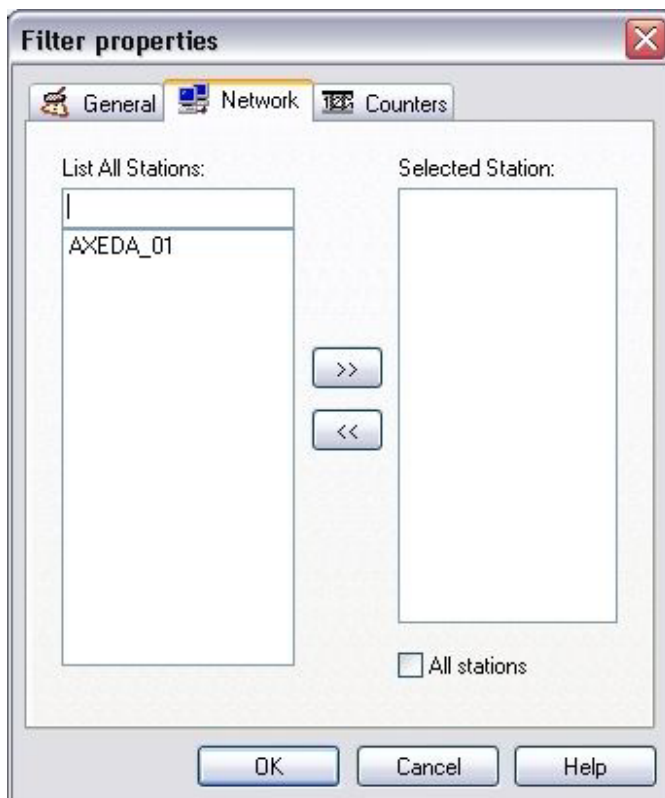 Filter properties
General Network Counters
List All Stations: Selected Station:
AXEDA_01
>>
<<
All stations
OK Cancel Help